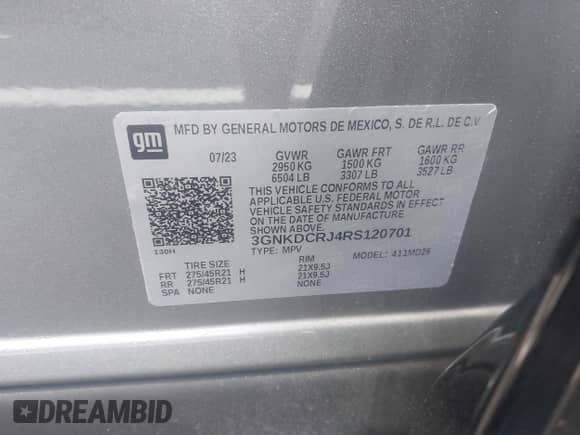 gm
MFD BY GENERAL MOTORS DE MEXICO, S. DE R.L. DE C.V
07/23 GVWR GAWR FRT GAWR RR
2950 KG 1500 KG 1600 KG
6504 LB 3307 LB 3527 LB
THIS VEHICLE CONFORMS TO ALL
APPLICABLE U.S. FEDERAL MOTOR
VEHICLE SAFETY STANDARDS IN
EFFECT ON THE DATE OF
MANUFACTURE SHOWN ABOVE.
3GNKDCRJ4RS120701
TYPE: MPV MODEL: 411MD26
130H
TIRE SIZE RIM
FRT 275/45R21 H 21X9.5J
RR 275/45R21 H 21X9.5J
SPA NONE NONE
DREAMBID